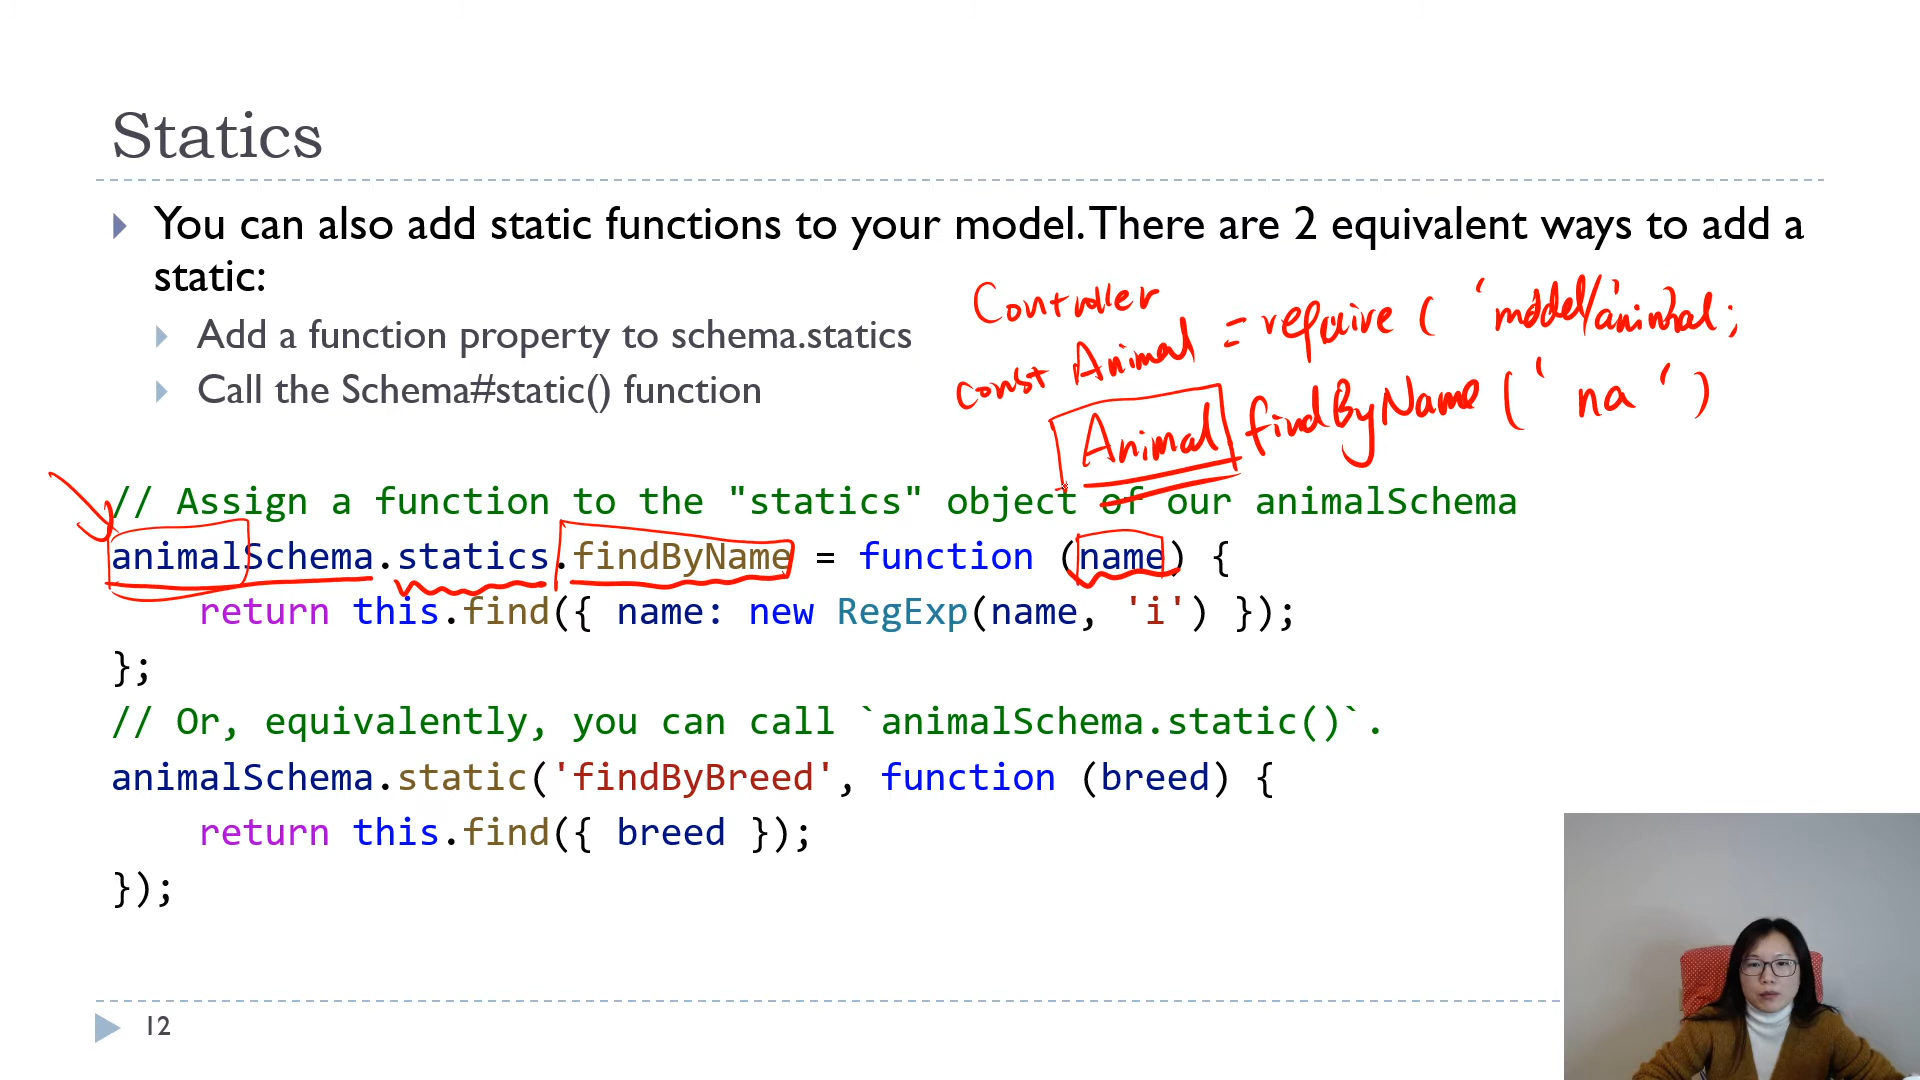 Statics
You can also add static functions to your model. There are 2 equivalent ways to add a
static:
Add a function property to schema.statics
Call the Schema#static() function
Controller
const Animal = require ( 'model/animal;
Animal. findByName ( ' na ' )
// Assign a function to the "statics" object of our animalSchema
animalSchema.statics.findByName = function (name) {
return this.find({ name: new RegExp(name, 'i') });
};
// Or, equivalently, you can call `animalSchema.static()`.
animalSchema.static('findByBreed', function (breed) {
return this.find({ breed });
});
12